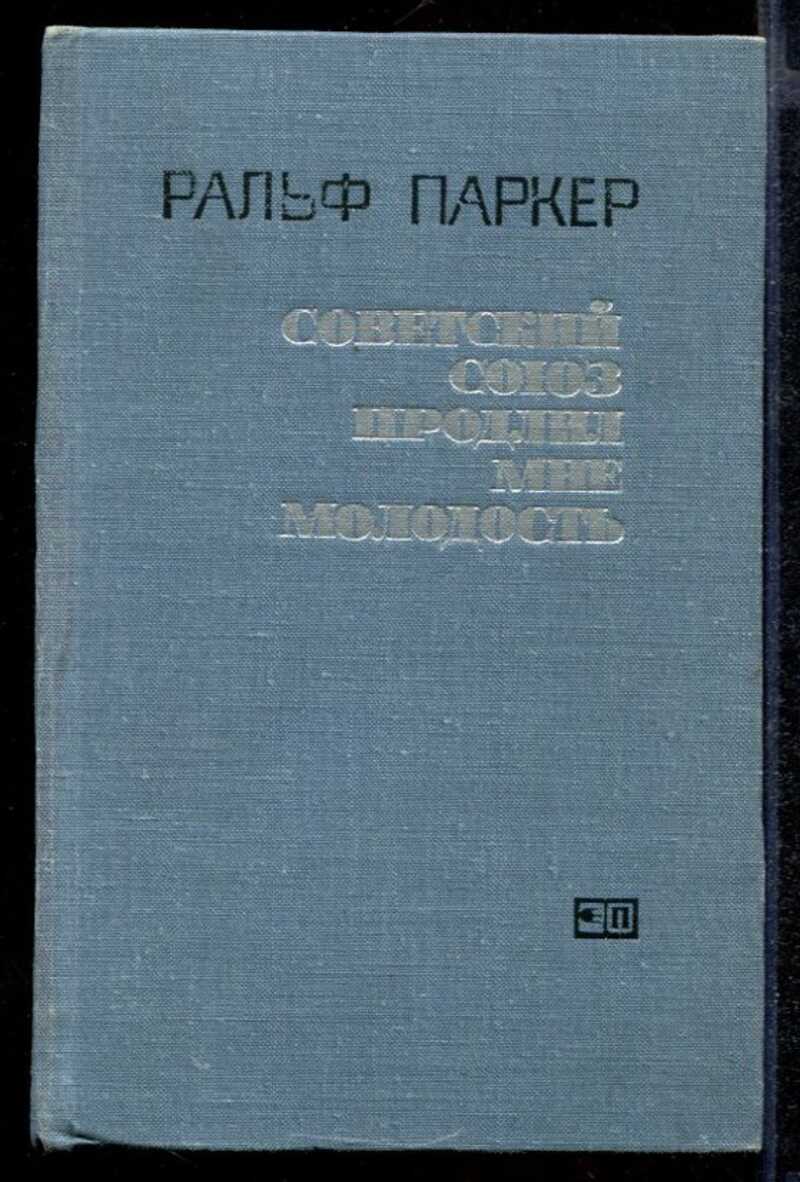 РАЛЬФ ПАРКЕР
СОВЕТСКИЙ
СОЮЗ
ПРОДЛИЛ
МНЕ
МОЛОДОСТЬ
П